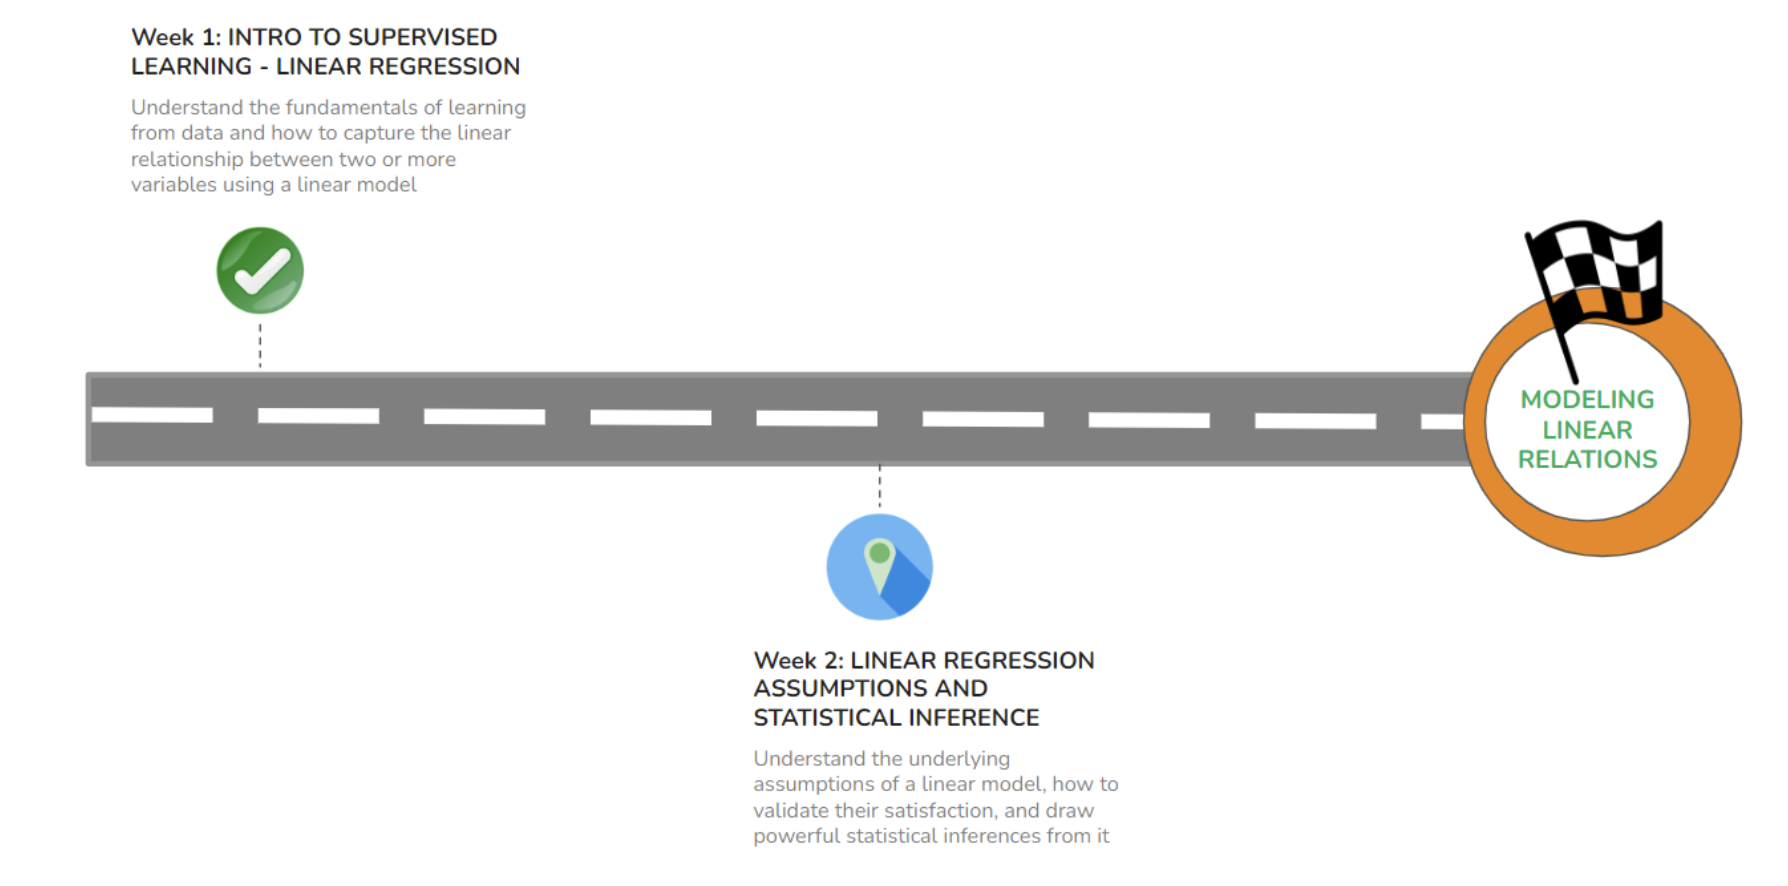 Week 1: INTRO TO SUPERVISED
LEARNING - LINEAR REGRESSION
Understand the fundamentals of learning
from data and how to capture the linear
relationship between two or more
variables using a linear model
MODELING
LINEAR
RELATIONS
Week 2: LINEAR REGRESSION
ASSUMPTIONS AND
STATISTICAL INFERENCE
Understand the underlying
assumptions of a linear model, how to
validate their satisfaction, and draw
powerful statistical inferences from it